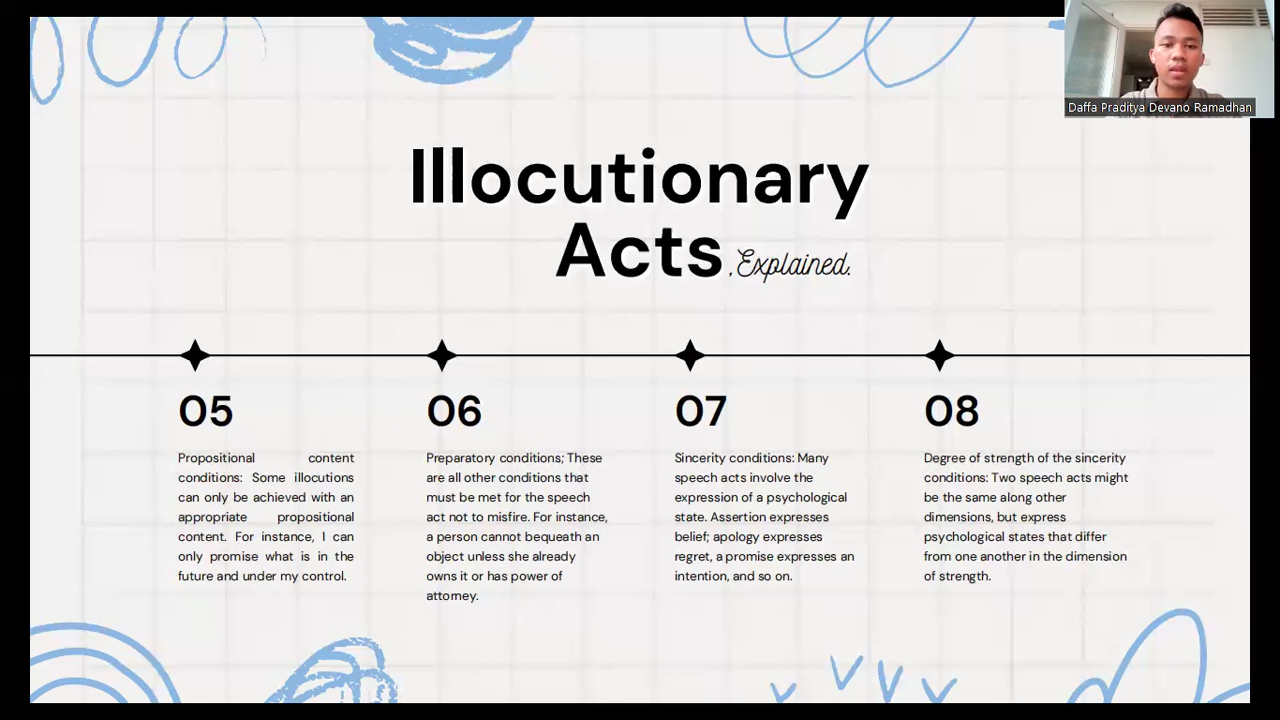 Daffa Praditya Devano Ramadhan
Illocutionary
Acts , Explained.
05
Propositional content
conditions: Some illocutions
can only be achieved with an
appropriate propositional
content. For instance, I can
only promise what is in the
future and under my control.
06
Preparatory conditions; These
are all other conditions that
must be met for the speech
act not to misfire. For instance,
a person cannot bequeath an
object unless she already
owns it or has power of
attorney.
07
Sincerity conditions: Many
speech acts involve the
expression of a psychological
state. Assertion expresses
belief; apology expresses
regret, a promise expresses an
intention, and so on.
08
Degree of strength of the sincerity
conditions: Two speech acts might
be the same along other
dimensions, but express
psychological states that differ
from one another in the dimension
of strength.